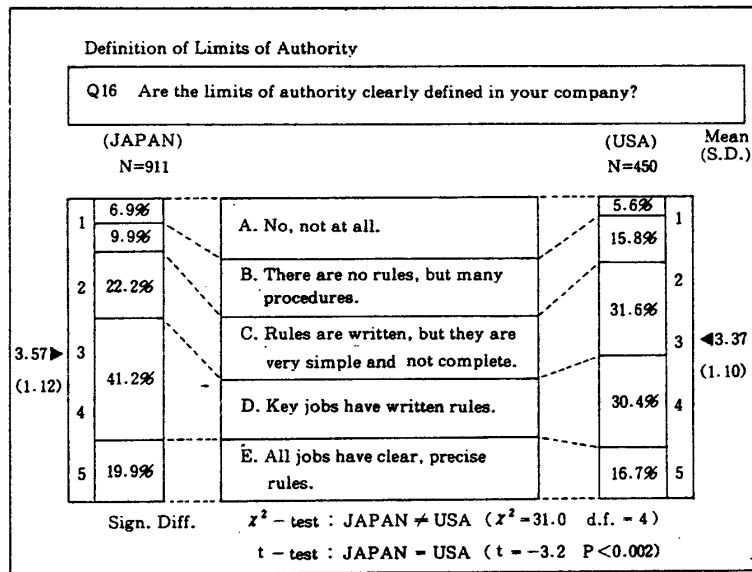 Definition of Limits of Authority
Q16 Are the limits of authority clearly defined in your company?
(JAPAN)
N=911
(USA)
N=450
Mean
(S.D.)
1
2
3
4
5
6.9%
9.9%
22.2%
41.2%
19.9%
3.57►
(1.12)
A. No, not at all.
B. There are no rules, but many
procedures.
C. Rules are written, but they are
very simple and not complete.
D. Key jobs have written rules.
E. All jobs have clear, precise
rules.
5.6%
15.8%
31.6%
30.4%
16.7%
1
2
3
4
5
◄3.37
(1.10)
Sign. Diff. χ² – test : JAPAN ≠ USA ( χ² =31.0 d.f. = 4 )
t – test : JAPAN = USA ( t = –3.2 P<0.002)